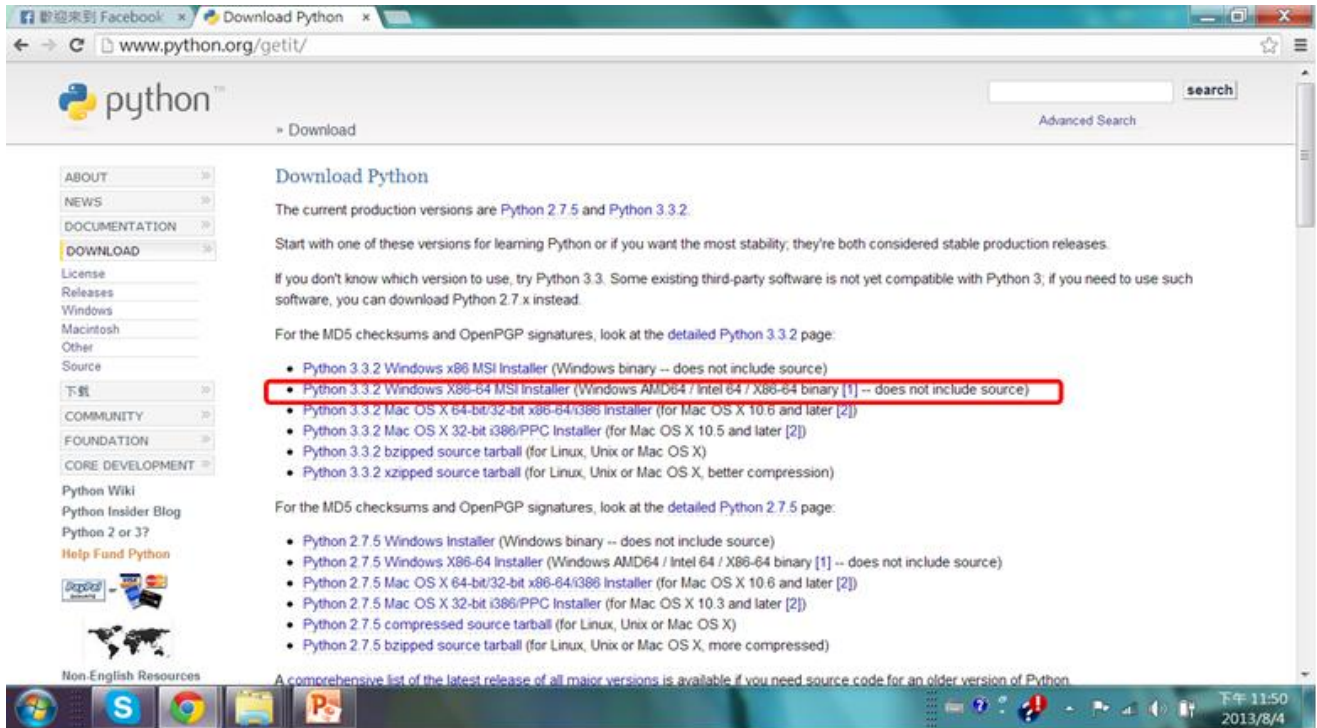 歡迎來到 Facebook
Download Python
www.python.org/getit/
python™
search
» Download
Advanced Search
ABOUT
NEWS
DOCUMENTATION
DOWNLOAD
License
Releases
Windows
Macintosh
Other
Source
下载
COMMUNITY
FOUNDATION
CORE DEVELOPMENT
Python Wiki
Python Insider Blog
Python 2 or 3?
Help Fund Python
PayPal
Non-English Resources
Download Python
The current production versions are Python 2.7.5 and Python 3.3.2.
Start with one of these versions for learning Python or if you want the most stability; they're both considered stable production releases.
If you don't know which version to use, try Python 3.3. Some existing third-party software is not yet compatible with Python 3; if you need to use such
software, you can download Python 2.7.x instead.
For the MD5 checksums and OpenPGP signatures, look at the detailed Python 3.3.2 page:
Python 3.3.2 Windows x86 MSI Installer (Windows binary -- does not include source)
Python 3.3.2 Windows X86-64 MSI Installer (Windows AMD64 / Intel 64 / X86-64 binary [1] -- does not include source)
Python 3.3.2 Mac OS X 64-bit/32-bit x86-64/i386 Installer (for Mac OS X 10.6 and later [2])
Python 3.3.2 Mac OS X 32-bit i386/PPC Installer (for Mac OS X 10.5 and later [2])
Python 3.3.2 bzipped source tarball (for Linux, Unix or Mac OS X)
Python 3.3.2 xzipped source tarball (for Linux, Unix or Mac OS X, better compression)
For the MD5 checksums and OpenPGP signatures, look at the detailed Python 2.7.5 page:
Python 2.7.5 Windows Installer (Windows binary -- does not include source)
Python 2.7.5 Windows X86-64 Installer (Windows AMD64 / Intel 64 / X86-64 binary [1] -- does not include source)
Python 2.7.5 Mac OS X 64-bit/32-bit x86-64/i386 Installer (for Mac OS X 10.6 and later [2])
Python 2.7.5 Mac OS X 32-bit i386/PPC Installer (for Mac OS X 10.3 and later [2])
Python 2.7.5 compressed source tarball (for Linux, Unix or Mac OS X)
Python 2.7.5 bzipped source tarball (for Linux, Unix or Mac OS X, more compressed)
A comprehensive list of the latest release of all major versions is available if you need source code for an older version of Python.
下午 11:50
2013/8/4